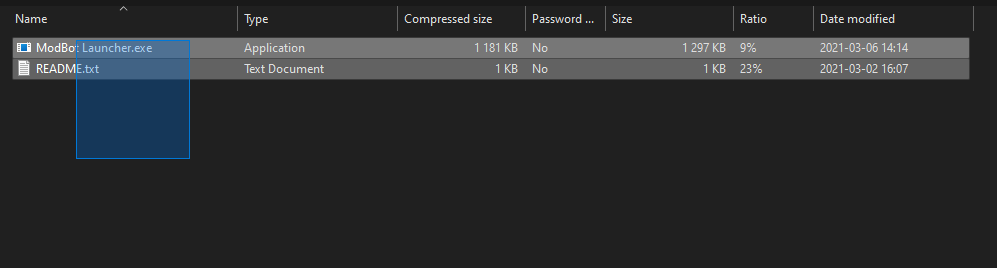 Name Type Compressed size Password ... Size Ratio Date modified
ModBot Launcher.exe Application 1 181 KB No 1 297 KB 9% 2021-03-06 14:14
README.txt Text Document 1 KB No 1 KB 23% 2021-03-02 16:07